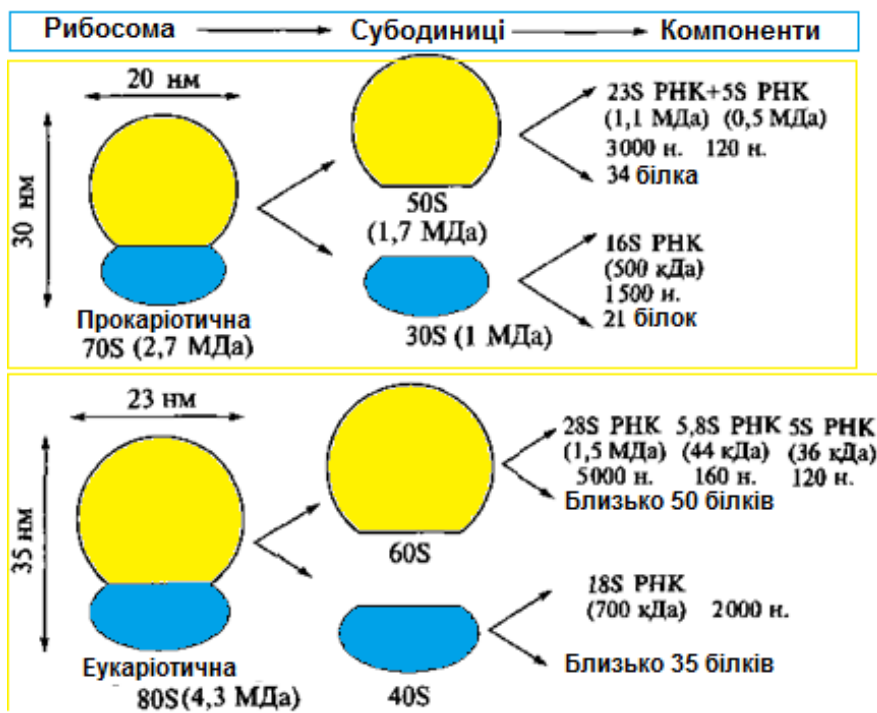 Рибосома Субодиниці Компоненти
20 нм
30 нм
Прокаріотична
70S (2,7 МДа)
50S
(1,7 МДа)
30S (1 МДа)
23S РНК+5S РНК
(1,1 МДа) (0,5 МДа)
3000 н. 120 н.
34 білка
16S РНК
(500 кДа)
1500 н.
21 білок
23 нм
35 нм
Еукаріотична
80S(4,3 МДа)
60S
40S
28S РНК 5,8S РНК 5S РНК
(1,5 МДа) (44 кДа) (36 кДа)
5000 н. 160 н. 120 н.
Близько 50 білків
18S РНК
(700 кДа) 2000 н.
Близько 35 білків